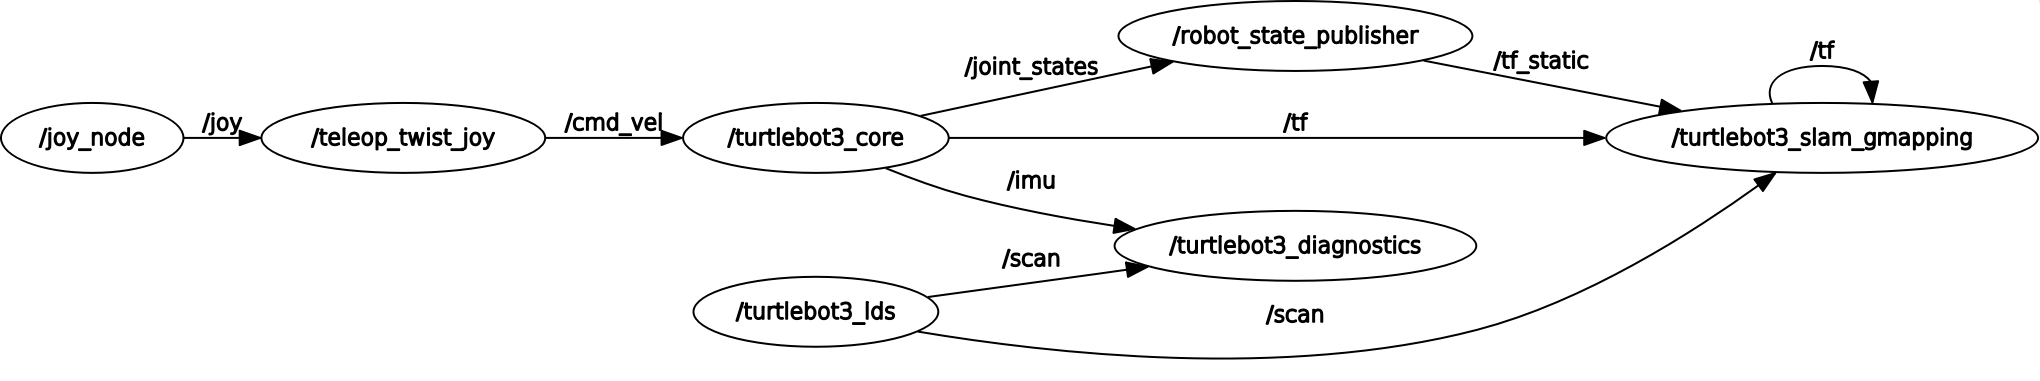 /joy_node
/joy
/teleop_twist_joy
/cmd_vel
/turtlebot3_core
/joint_states
/robot_state_publisher
/tf_static
/tf
/tf
/turtlebot3_slam_gmapping
/imu
/turtlebot3_diagnostics
/scan
/turtlebot3_lds
/scan